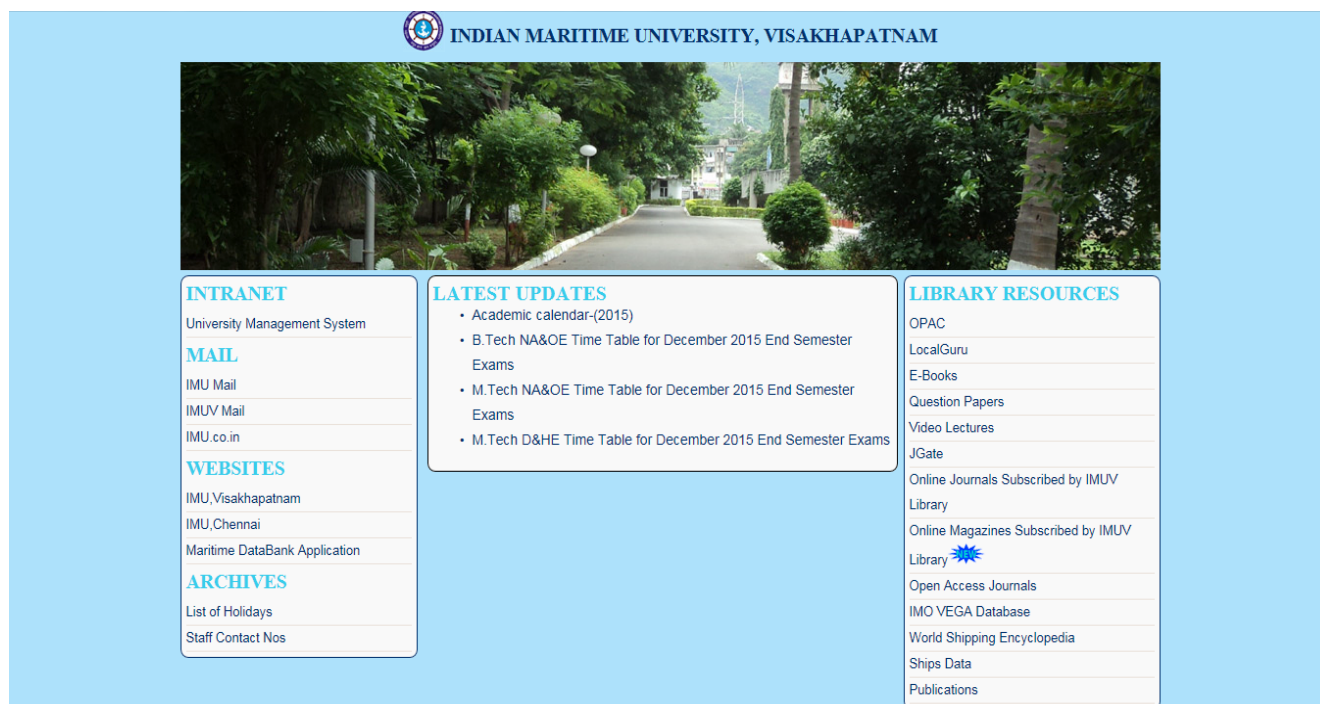 INDIAN MARITIME UNIVERSITY, VISAKHAPATNAM
INTRANET
University Management System
MAIL
IMU Mail
IMUV Mail
IMU.co.in
WEBSITES
IMU,Visakhapatnam
IMU,Chennai
Maritime DataBank Application
ARCHIVES
List of Holidays
Staff Contact Nos
LATEST UPDATES
• Academic calendar-(2015)
• B.Tech NA&OE Time Table for December 2015 End Semester
Exams
• M.Tech NA&OE Time Table for December 2015 End Semester
Exams
• M.Tech D&HE Time Table for December 2015 End Semester Exams
LIBRARY RESOURCES
OPAC
LocalGuru
E-Books
Question Papers
Video Lectures
JGate
Online Journals Subscribed by IMUV
Library
Online Magazines Subscribed by IMUV
Library NEW
Open Access Journals
IMO VEGA Database
World Shipping Encyclopedia
Ships Data
Publications